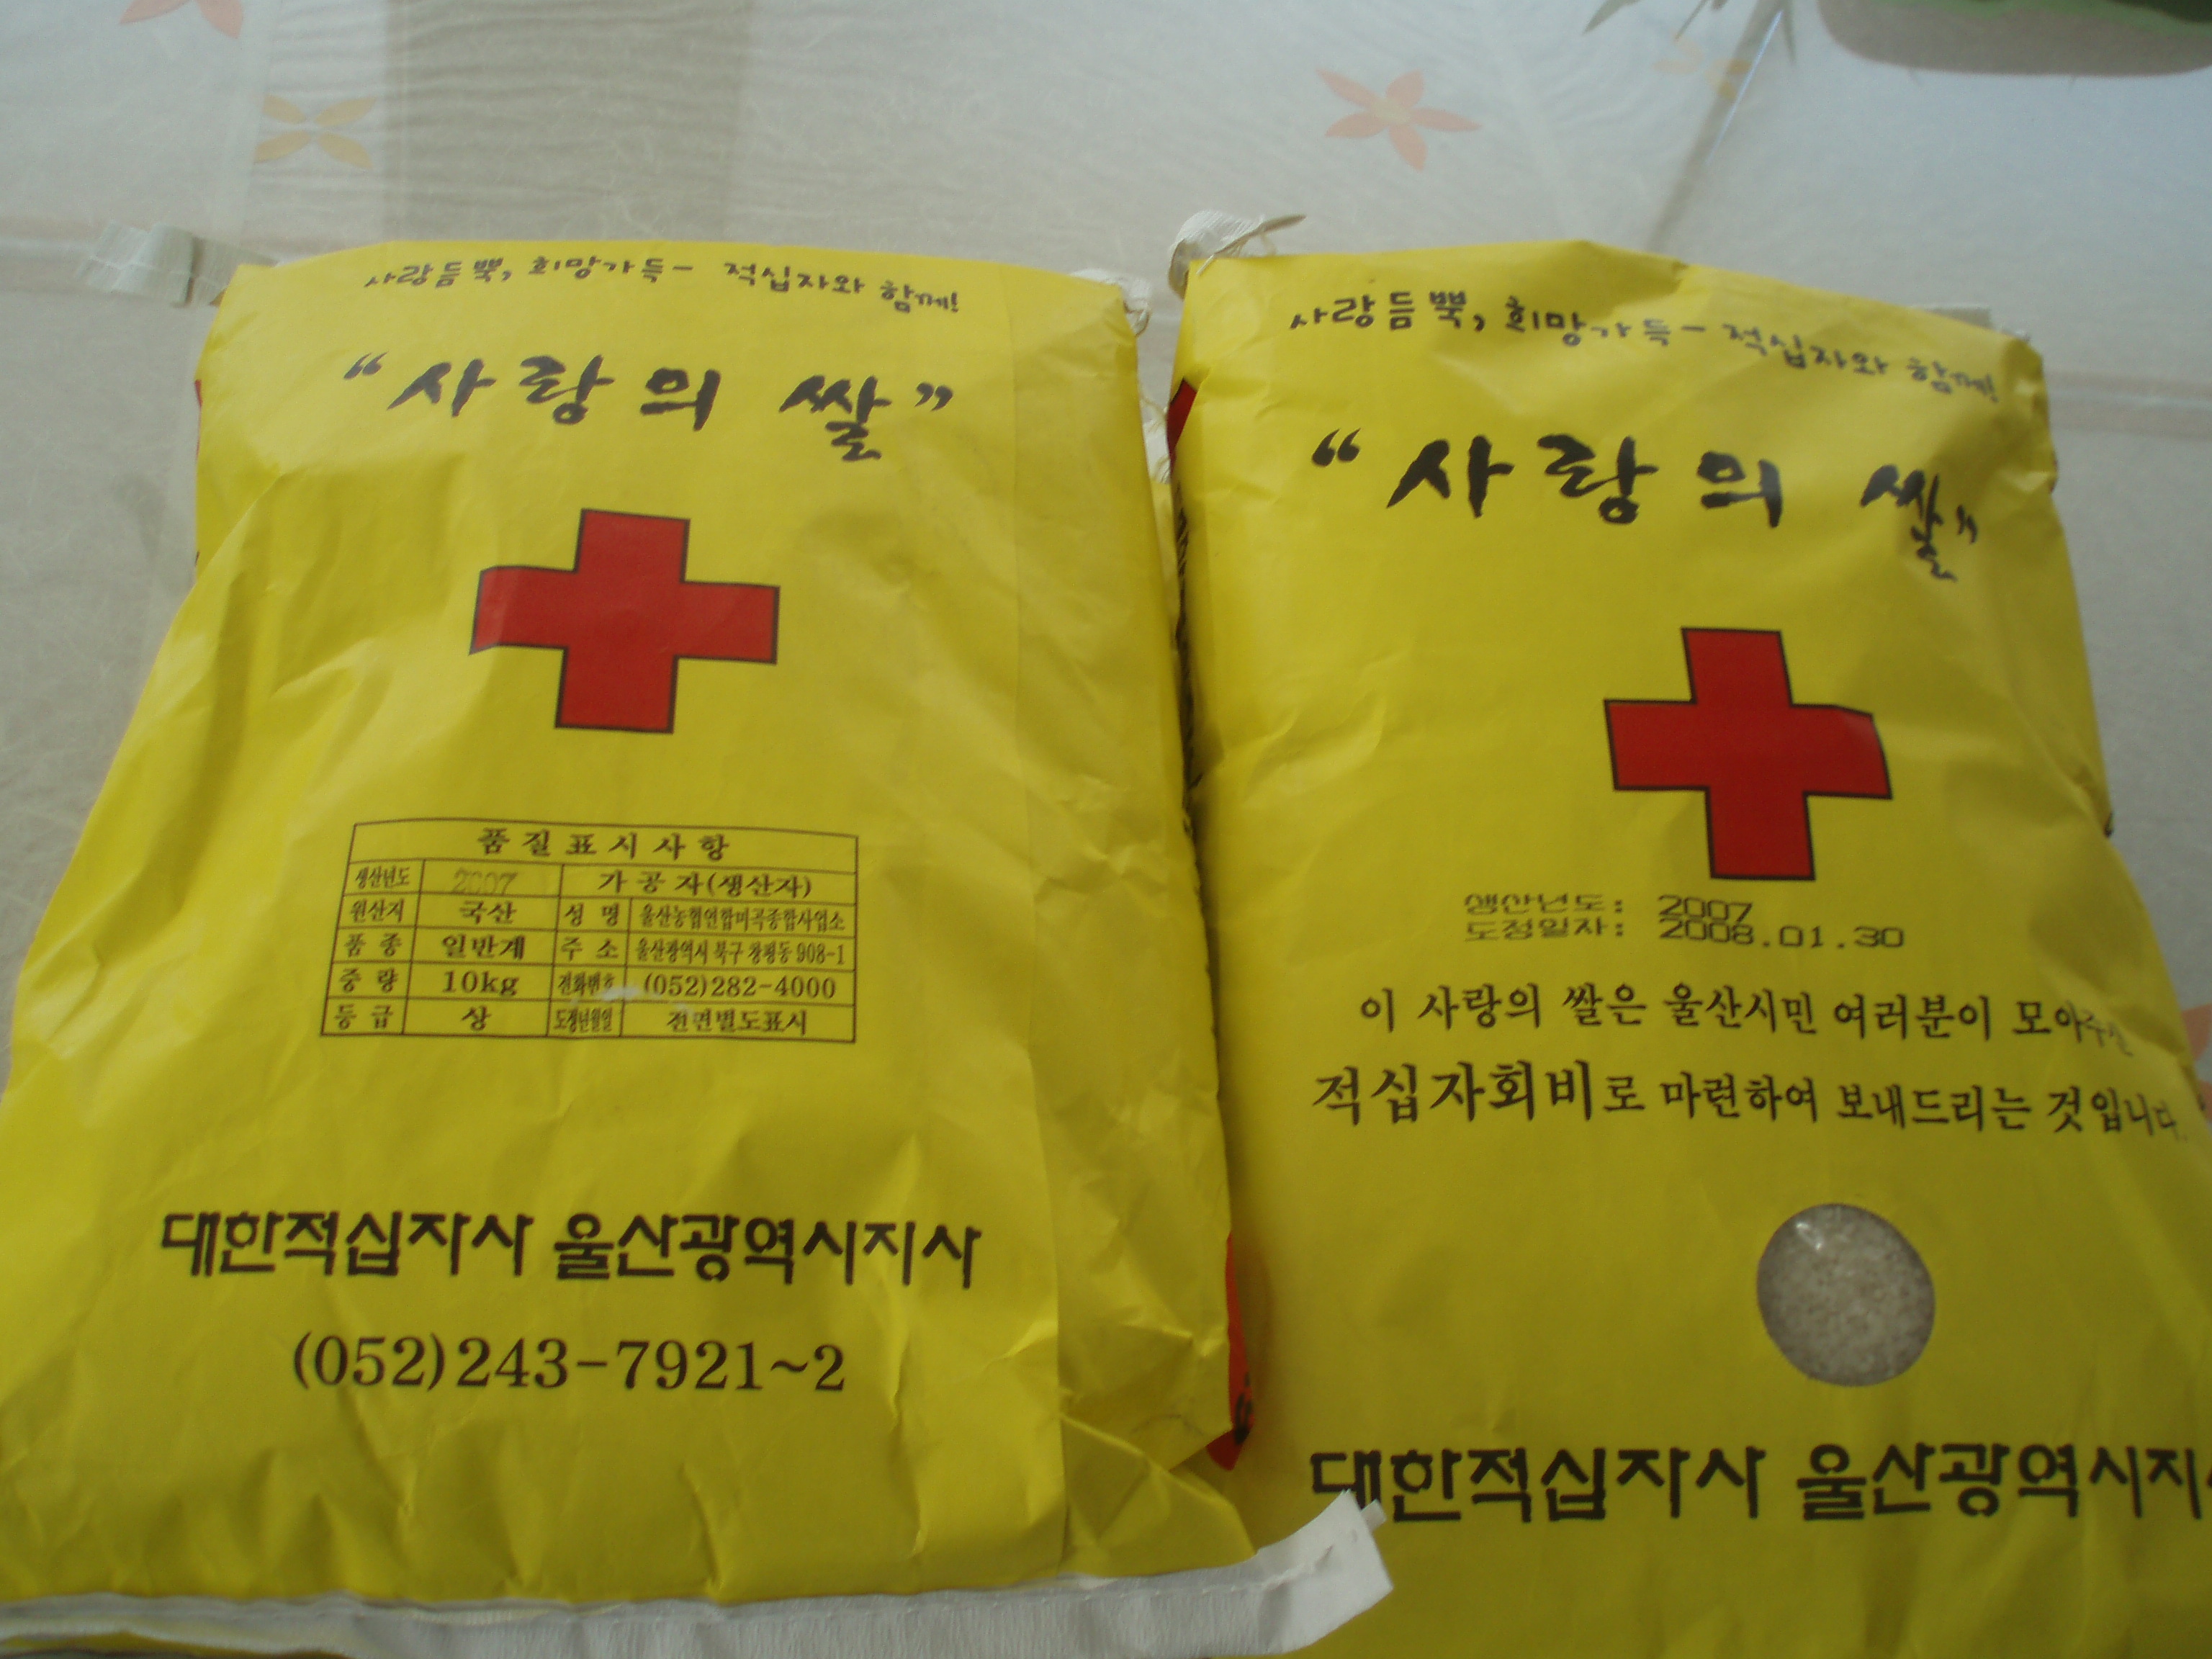 사랑듬뿍, 희망가득- 적십자와 함께!
“사랑의 쌀”
품질표시사항
생산년도 2007 가공자(생산자)
원산지 국산 성명 울산농협연합미곡종합사업소
품종 일반계 주소 울산광역시 북구 창평동 908-1
중량 10kg 전화번호 (052)282-4000
등급 상 도정년월일 전면별도표시
대한적십자사 울산광역시지사
(052)243-7921~2
사랑듬뿍, 희망가득- 적십자와 함께!
“사랑의 쌀”
생산년도: 2007
도정일자: 2008.01.30
이 사랑의 쌀은 울산시민 여러분이 모아주신
적십자회비로 마련하여 보내드리는 것입니다.
대한적십자사 울산광역시지